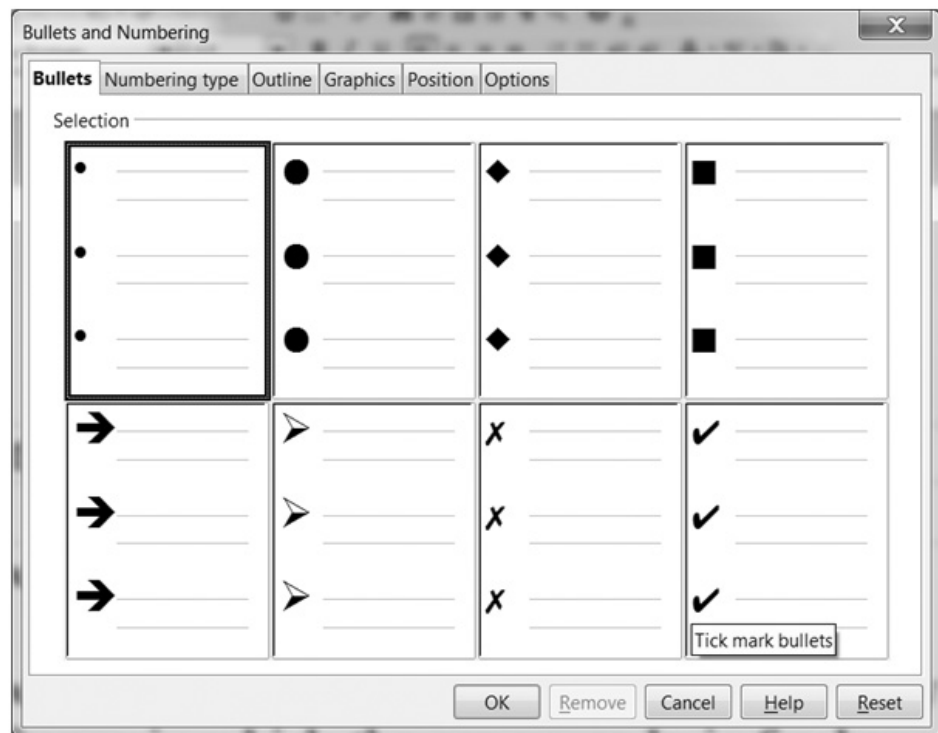 Bullets and Numbering
Bullets Numbering type Outline Graphics Position Options
Selection
Tick mark bullets
OK Remove Cancel Help Reset